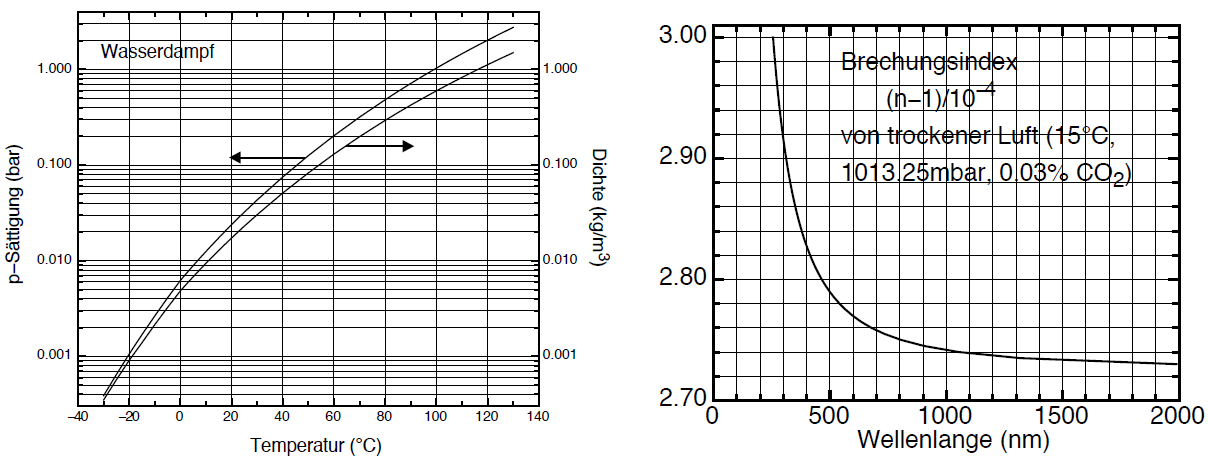 Wasserdampf
1.000
0.100
0.010
0.001
p−Sättigung (bar)
1.000
0.100
0.010
0.001
Dichte (kg/m³)
−40 −20 0 20 40 60 80 100 120 140
Temperatur (°C)
3.00
2.90
2.80
2.70
Brechungsindex
(n−1)/10⁻⁴
von trockener Luft (15°C,
1013.25mbar, 0.03% CO₂)
0 500 1000 1500 2000
Wellenlange (nm)